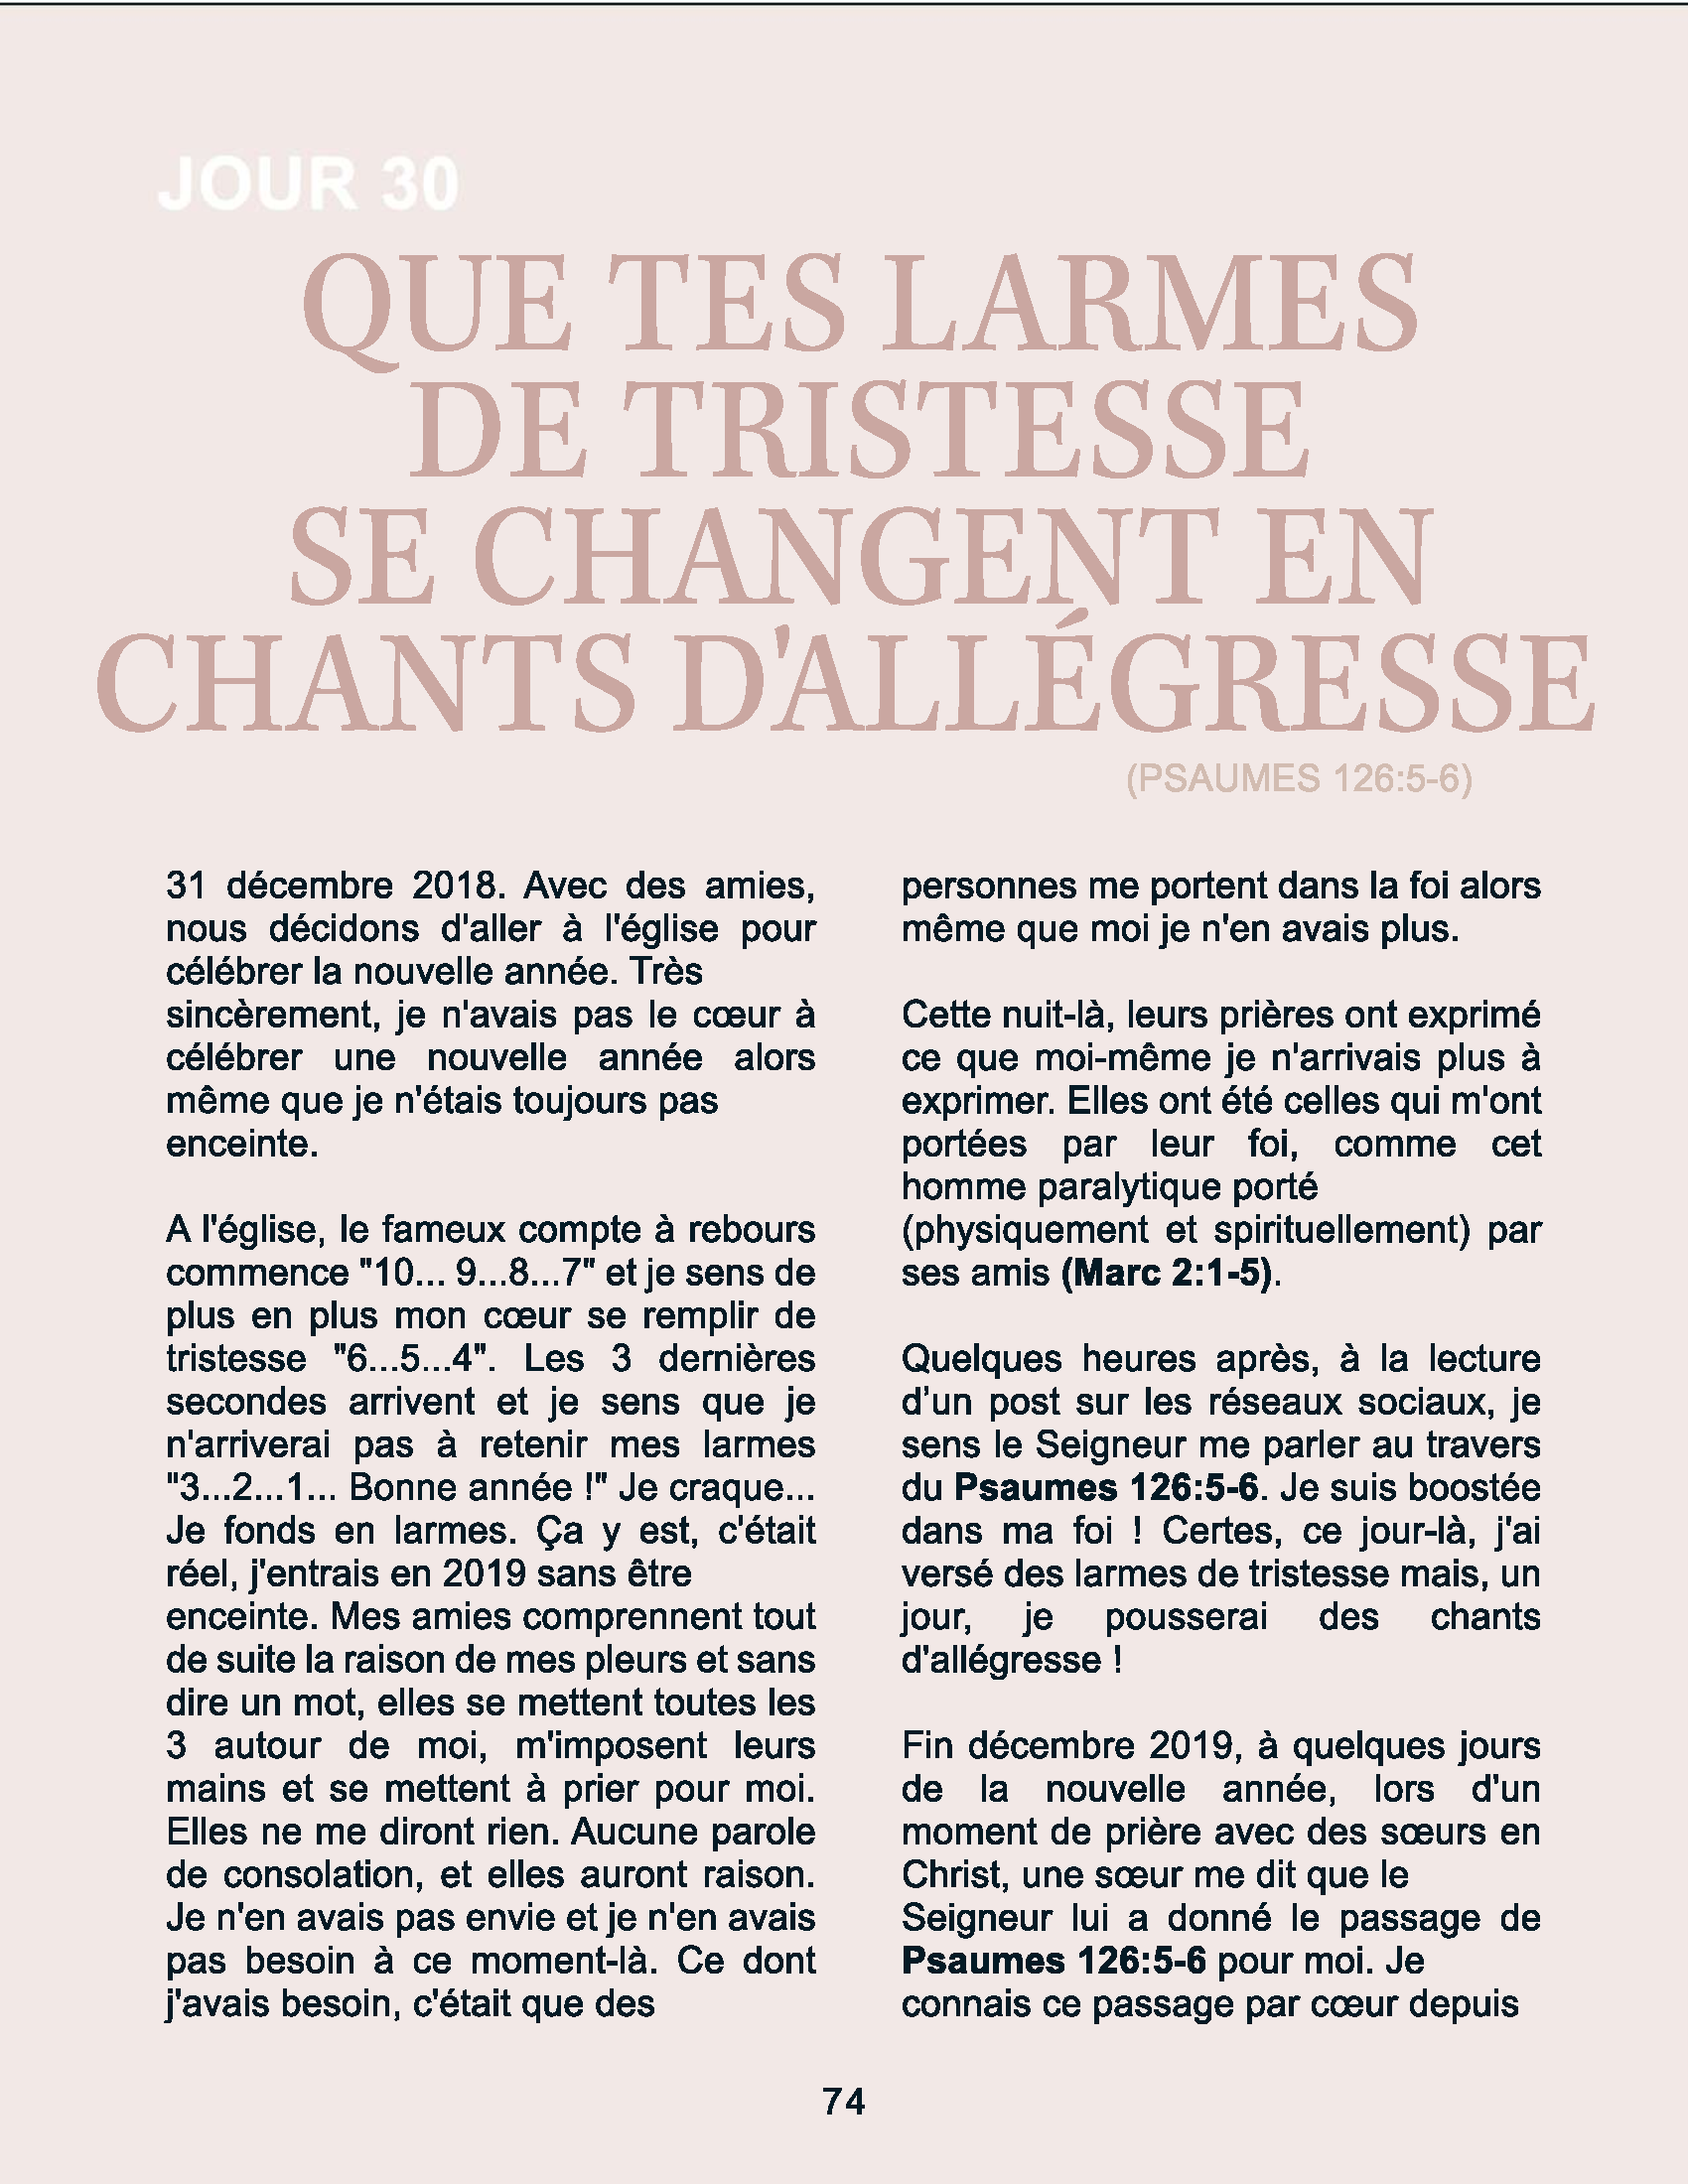 JOUR 30
QUE TES LARMES
DE TRISTESSE
SE CHANGENT EN
CHANTS D'ALLÉGRESSE
(PSAUMES 126:5-6)
31 décembre 2018. Avec des amies,
nous décidons d'aller à l'église pour
célébrer la nouvelle année. Très
sincèrement, je n'avais pas le cœur à
célébrer une nouvelle année alors
même que je n'étais toujours pas
enceinte.
A l'église, le fameux compte à rebours
commence "10... 9...8...7" et je sens de
plus en plus mon cœur se remplir de
tristesse "6...5...4". Les 3 dernières
secondes arrivent et je sens que je
n'arriverai pas à retenir mes larmes
"3...2...1... Bonne année !" Je craque...
Je fonds en larmes. Ça y est, c'était
réel, j'entrais en 2019 sans être
enceinte. Mes amies comprennent tout
de suite la raison de mes pleurs et sans
dire un mot, elles se mettent toutes les
3 autour de moi, m'imposent leurs
mains et se mettent à prier pour moi.
Elles ne me diront rien. Aucune parole
de consolation, et elles auront raison.
Je n'en avais pas envie et je n'en avais
pas besoin à ce moment-là. Ce dont
j'avais besoin, c'était que des
personnes me portent dans la foi alors
même que moi je n'en avais plus.
Cette nuit-là, leurs prières ont exprimé
ce que moi-même je n'arrivais plus à
exprimer. Elles ont été celles qui m'ont
portées par leur foi, comme cet
homme paralytique porté
(physiquement et spirituellement) par
ses amis (Marc 2:1-5).
Quelques heures après, à la lecture
d’un post sur les réseaux sociaux, je
sens le Seigneur me parler au travers
du Psaumes 126:5-6. Je suis boostée
dans ma foi ! Certes, ce jour-là, j'ai
versé des larmes de tristesse mais, un
jour, je pousserai des chants
d'allégresse !
Fin décembre 2019, à quelques jours
de la nouvelle année, lors d'un
moment de prière avec des sœurs en
Christ, une sœur me dit que le
Seigneur lui a donné le passage de
Psaumes 126:5-6 pour moi. Je
connais ce passage par cœur depuis
74